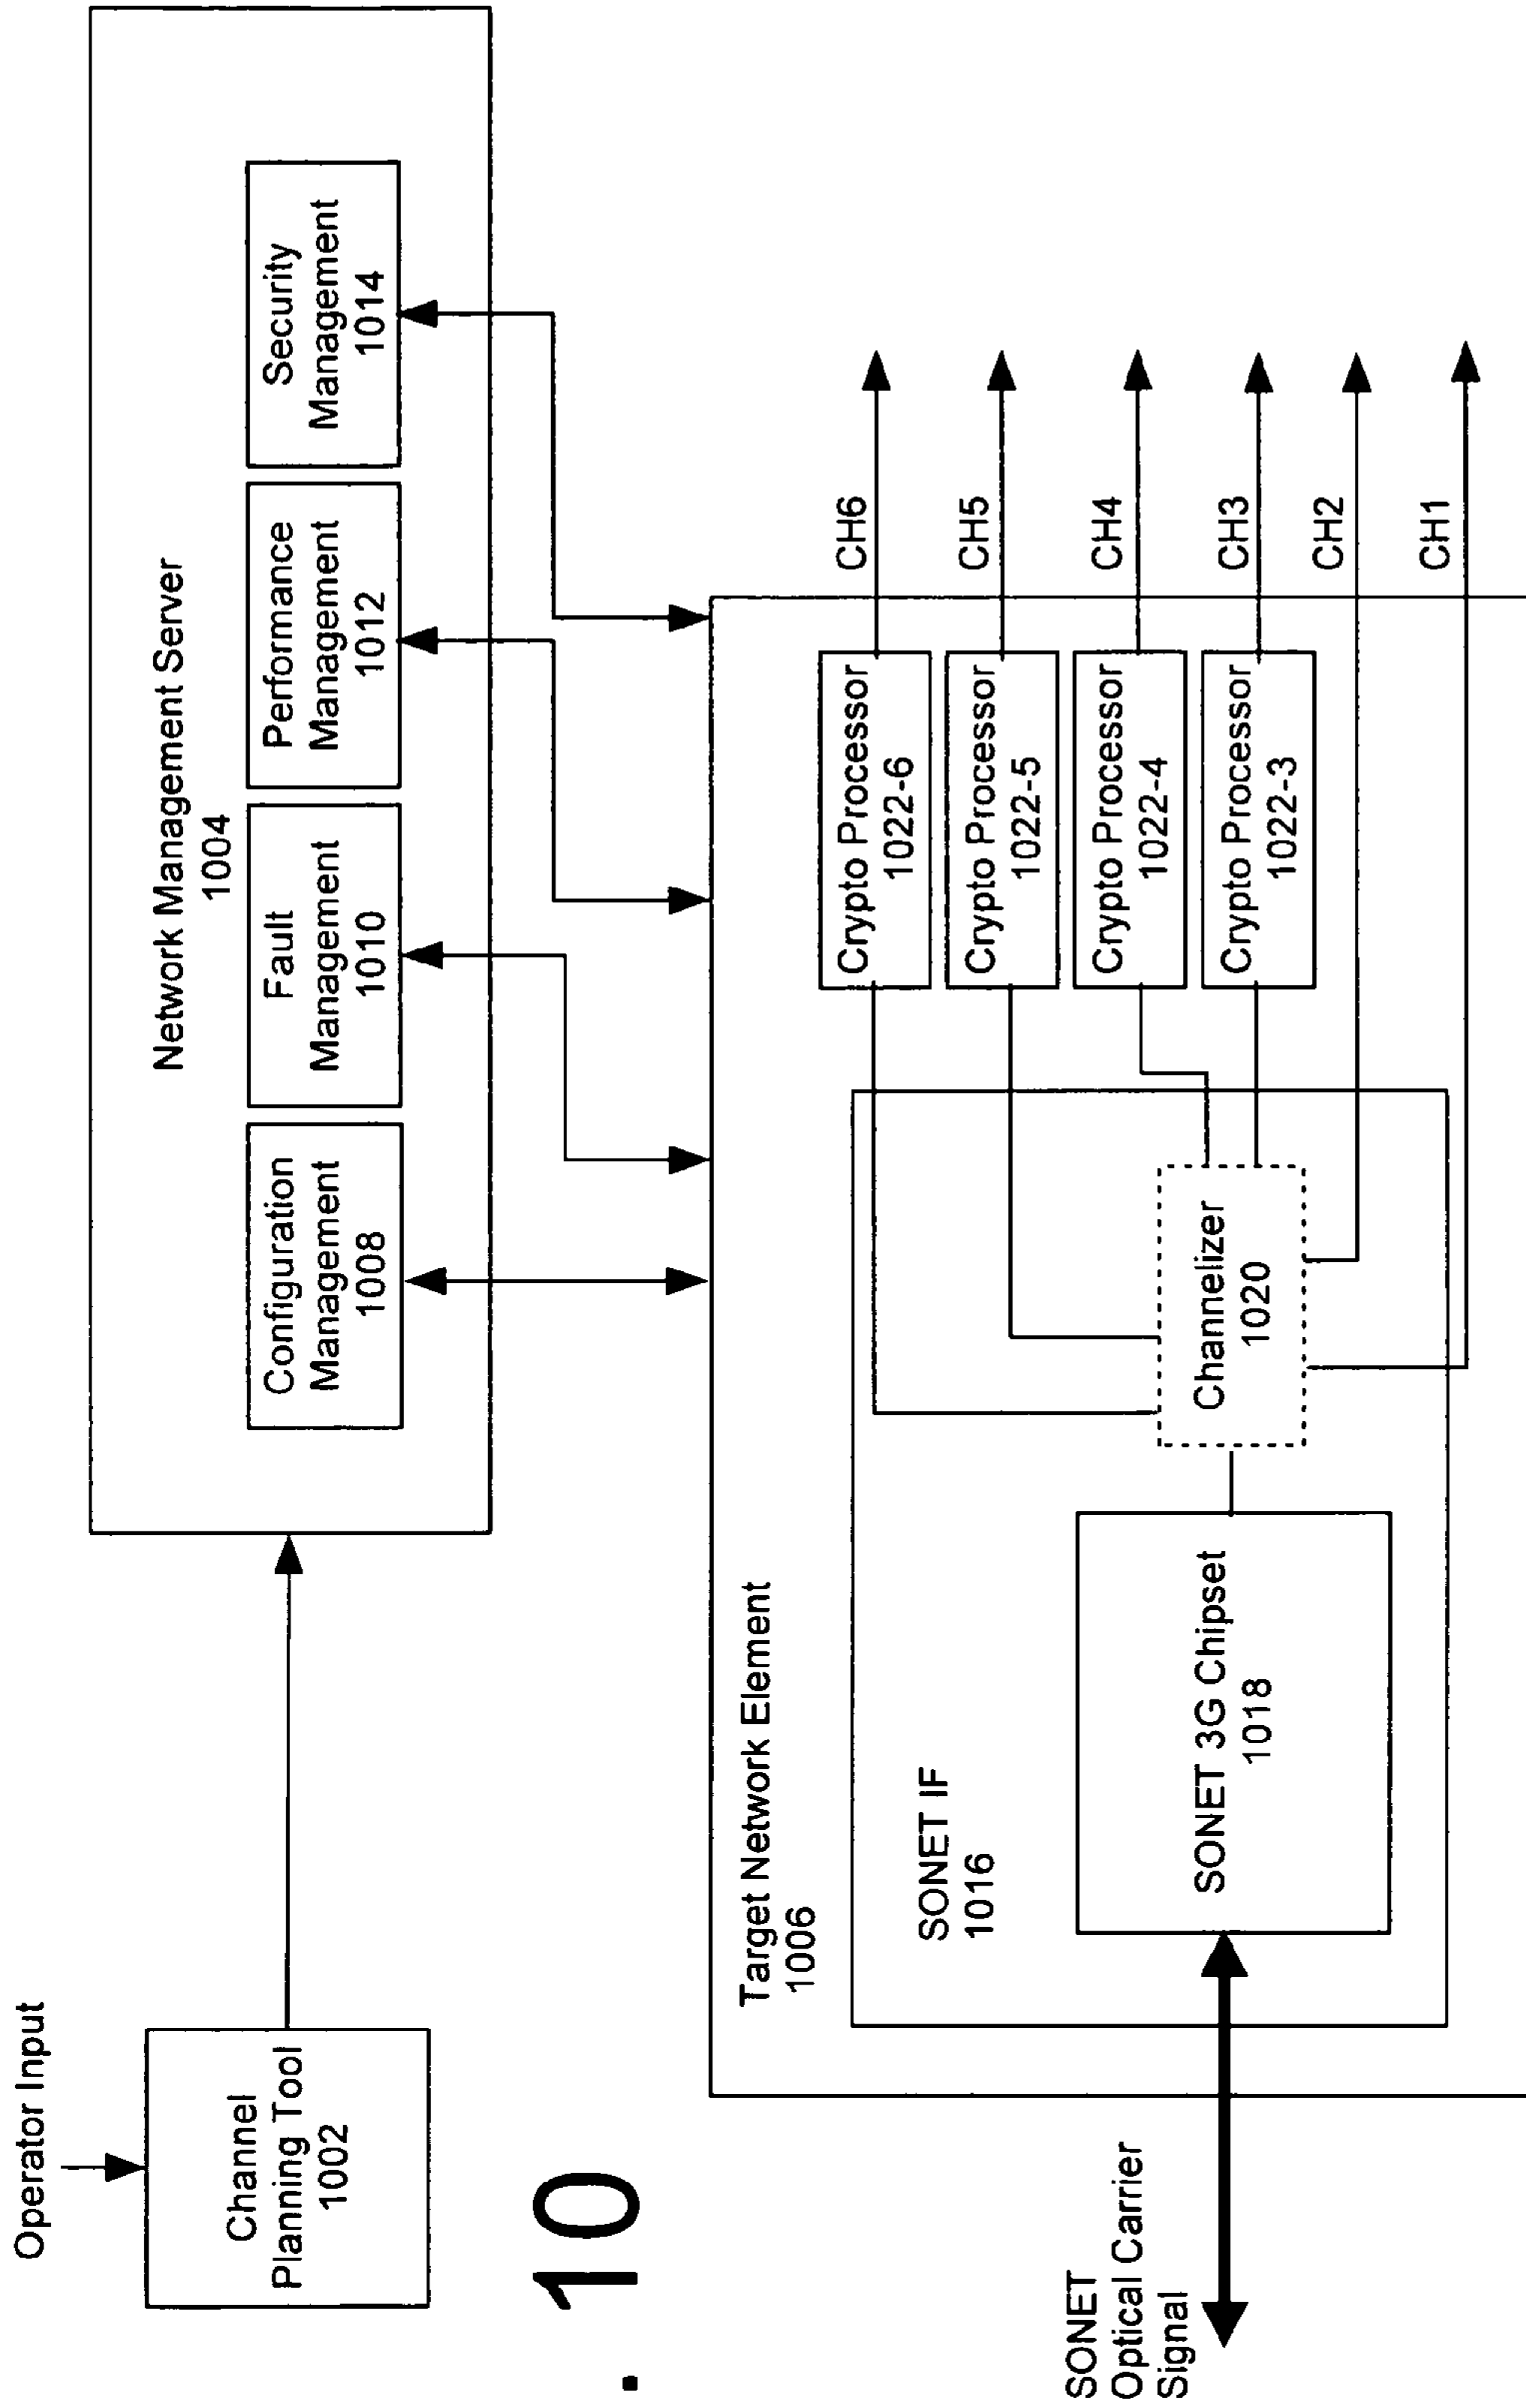 Operator Input
Channel
Planning Tool
1002
Network Management Server
1004
Configuration
Management
1008
Fault
Management
1010
Performance
Management
1012
Security
Management
1014
. 10
Target Network Element
1006
SONET IF
1016
SONET 3G Chipset
1018
Channelizer
1020
Crypto Processor
1022-6
Crypto Processor
1022-5
Crypto Processor
1022-4
Crypto Processor
1022-3
CH6
CH5
CH4
CH3
CH2
CH1
SONET
Optical Carrier
Signal